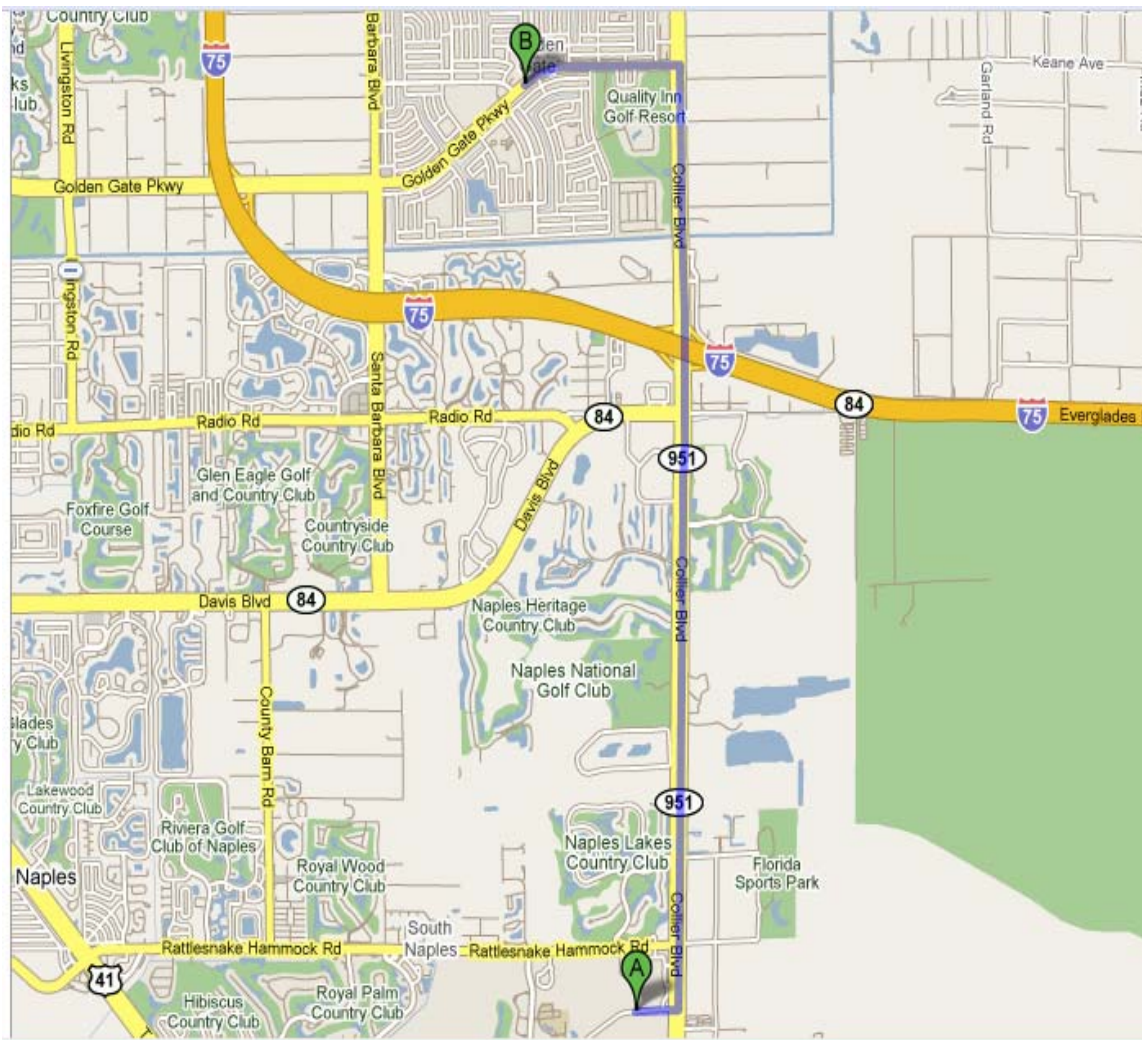 Country Club
75
Livingston Rd
Barbara Blvd
B
Quality Inn
Golf Resort
Keane Ave
Garland Rd
Golden Gate Pkwy
Golden Gate Pkwy
Collier Blvd
75
75
84
75
Everglades
Santa Barbara Blvd
Radio Rd
Radio Rd
84
951
Glen Eagle Golf
and Country Club
Foxfire Golf
Course
Countryside
Country Club
Davis Blvd
Davis Blvd
84
Collier Blvd
Naples Heritage
Country Club
Naples National
Golf Club
County Barn Rd
Lakewood
Country Club
951
Riviera Golf
Club of Naples
Naples Lakes
Country Club
Royal Wood
Country Club
Florida
Sports Park
Naples
Collier Blvd
South
Naples
Rattlesnake Hammock Rd
Rattlesnake Hammock Rd
A
41
Hibiscus
Country Club
Royal Palm
Country Club